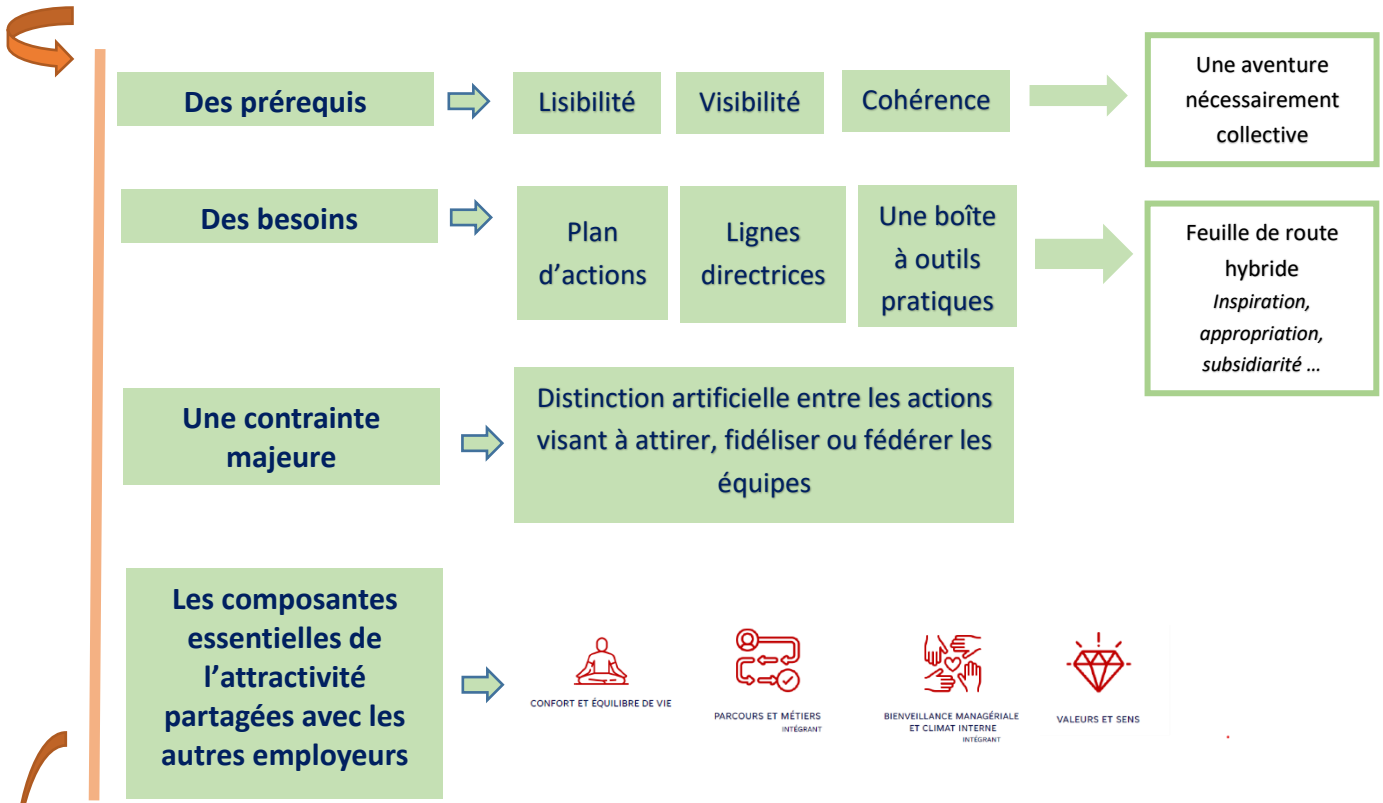 Des prérequis
Lisibilité
Visibilité
Cohérence
Une aventure
nécessairement
collective
Des besoins
Plan
d’actions
Lignes
directrices
Une boîte
à outils
pratiques
Feuille de route
hybride
Inspiration,
appropriation,
subsidiarité …
Une contrainte
majeure
Distinction artificielle entre les actions
visant à attirer, fidéliser ou fédérer les
équipes
Les composantes
essentielles de
l’attractivité
partagées avec les
autres employeurs
CONFORT ET ÉQUILIBRE DE VIE
PARCOURS ET MÉTIERS
INTÉGRANT
BIENVEILLANCE MANAGÉRIALE
ET CLIMAT INTERNE
INTÉGRANT
VALEURS ET SENS